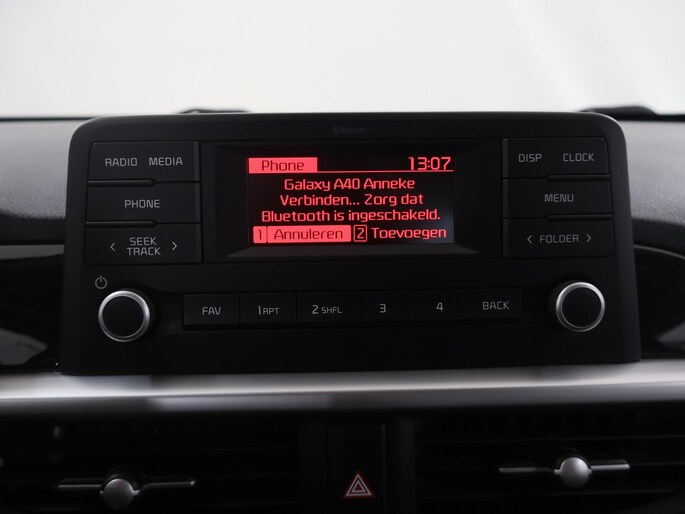 Bluetooth
RADIO MEDIA
PHONE
SEEK
TRACK
Phone 13:07
Galaxy A40 Anneke
Verbinden... Zorg dat
Bluetooth is ingeschakeld.
1 Annuleren 2 Toevoegen
DISP CLOCK
MENU
FOLDER
FAV 1 RPT 2 SHFL 3 4 BACK